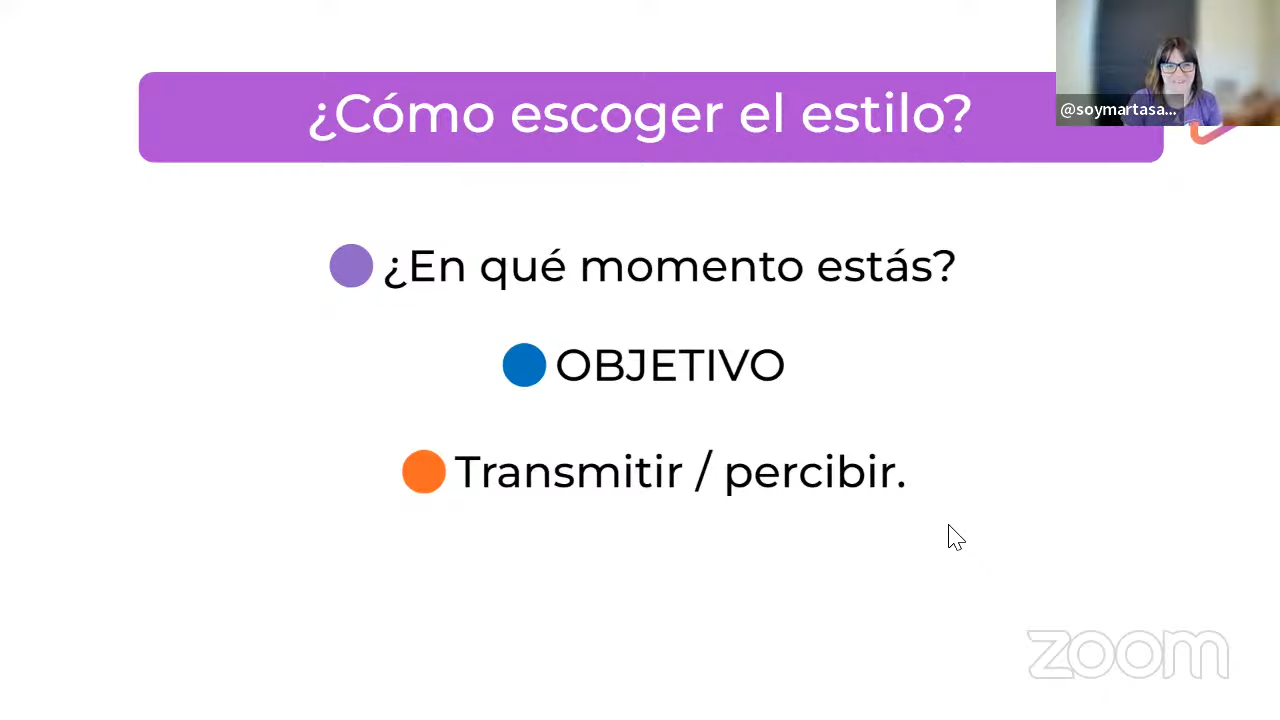 ¿Cómo escoger el estilo?
@soymartasa...
¿En qué momento estás?
OBJETIVO
Transmitir / percibir.
zoom